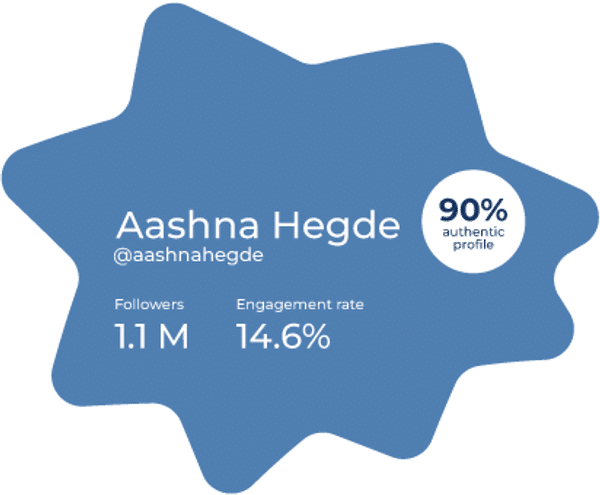 Aashna Hegde
@aashnahegde
90%
authentic
profile
Followers
Engagement rate
1.1 M
14.6%